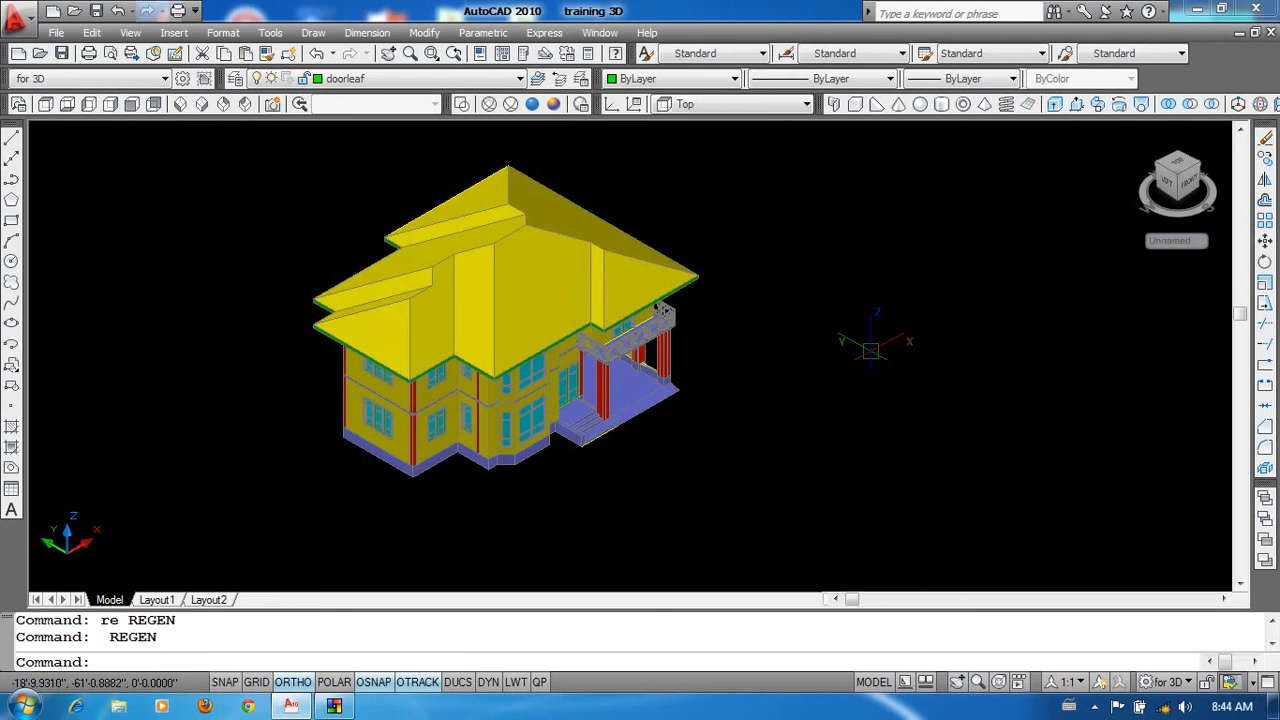 AutoCAD 2010 training 3D
Type a keyword or phrase
File Edit View Insert Format Tools Draw Dimension Modify Parametric Express Window Help
Standard Standard Standard Standard
for 3D doorleaf ByLayer ByLayer ByLayer ByColor
Top
TOP
LEFT FRONT
Unnamed
Z
Y X
Z
Y X
Model Layout1 Layout2
Command: re REGEN
Command: REGEN
Command:
-18'-9.9310", -61'-0.8882", 0'-0.0000" SNAP GRID ORTHO POLAR OSNAP OTRACK DUCS DYN LWT QP MODEL 1:1 for 3D
8:44 AM